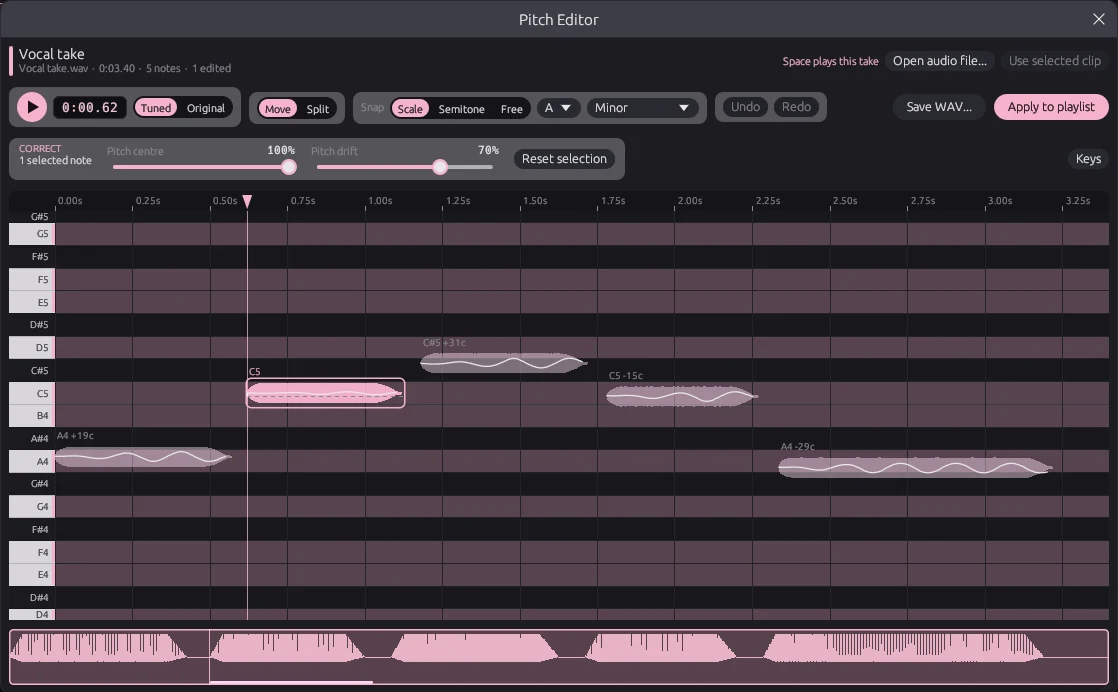 Pitch Editor
Vocal take
Vocal take.wav · 0:03.40 · 5 notes · 1 edited
Space plays this take
Open audio file...
Use selected clip
0:00.62
Tuned
Original
Move
Split
Snap
Scale
Semitone
Free
A
Minor
Undo
Redo
Save WAV...
Apply to playlist
CORRECT
1 selected note
Pitch centre
100%
Pitch drift
70%
Reset selection
Keys
0.00s
0.25s
0.50s
0.75s
1.00s
1.25s
1.50s
1.75s
2.00s
2.25s
2.50s
2.75s
3.00s
3.25s
G#5
G5
F#5
F5
E5
D#5
D5
C#5 +31c
C#5
C5
C5 -15c
C5
B4
A#4
A4 +19c
A4 -29c
A4
G#4
G4
F#4
F4
E4
D#4
D4